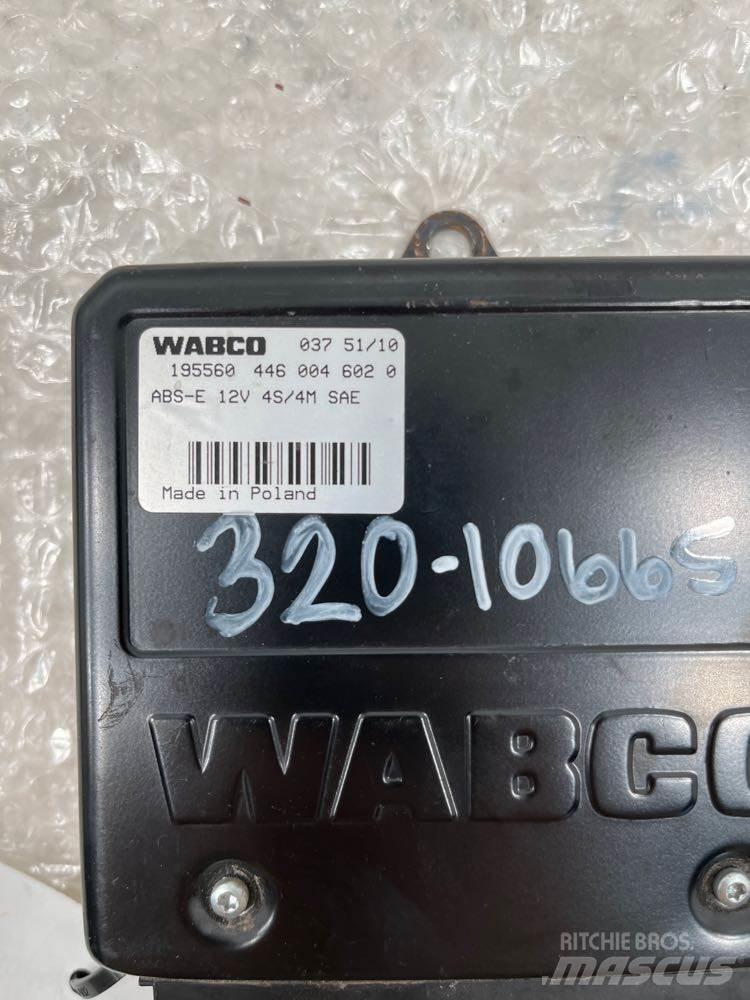 WABCO 037 51/10
195560 446 004 602 0
ABS-E 12V 4S/4M SAE
Made in Poland
320-1066S
WABCO
RITCHIE BROS.
MASCUS